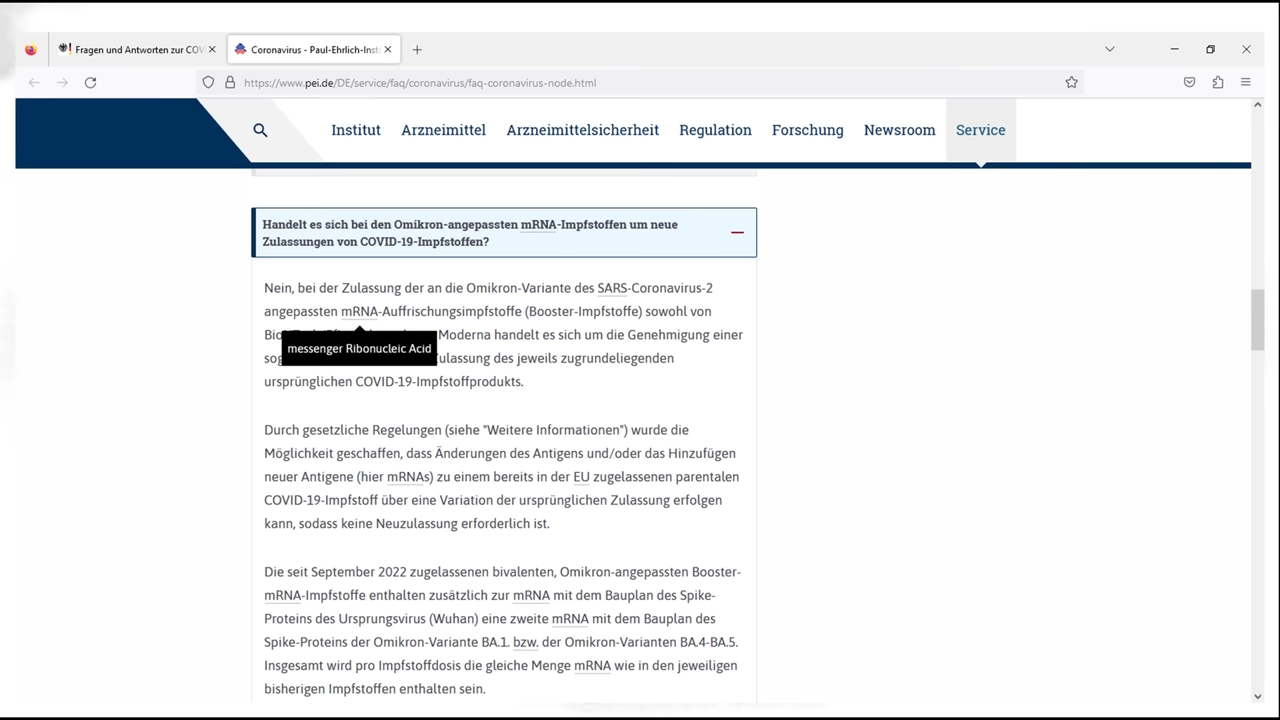 Fragen und Antworten zur COV
Coronavirus - Paul-Ehrlich-Inst
https://www.pei.de/DE/service/faq/coronavirus/faq-coronavirus-node.html
Institut Arzneimittel Arzneimittelsicherheit Regulation Forschung Newsroom Service
Handelt es sich bei den Omikron-angepassten mRNA-Impfstoffen um neue
Zulassungen von COVID-19-Impfstoffen?
Nein, bei der Zulassung der an die Omikron-Variante des SARS-Coronavirus-2
angepassten mRNA-Auffrischungsimpfstoffe (Booster-Impfstoffe) sowohl von
Moderna handelt es sich um die Genehmigung einer
messenger Ribonucleic Acid
des jeweils zugrundeliegenden
ursprünglichen COVID-19-Impfstoffprodukts.
Durch gesetzliche Regelungen (siehe "Weitere Informationen") wurde die
Möglichkeit geschaffen, dass Änderungen des Antigens und/oder das Hinzufügen
neuer Antigene (hier mRNAs) zu einem bereits in der EU zugelassenen parentalen
COVID-19-Impfstoff über eine Variation der ursprünglichen Zulassung erfolgen
kann, sodass keine Neuzulassung erforderlich ist.
Die seit September 2022 zugelassenen bivalenten, Omikron-angepassten Booster-
mRNA-Impfstoffe enthalten zusätzlich zur mRNA mit dem Bauplan des Spike-
Proteins des Ursprungsvirus (Wuhan) eine zweite mRNA mit dem Bauplan des
Spike-Proteins der Omikron-Variante BA.1. bzw. der Omikron-Varianten BA.4-BA.5.
Insgesamt wird pro Impfstoffdosis die gleiche Menge mRNA wie in den jeweiligen
bisherigen Impfstoffen enthalten sein.